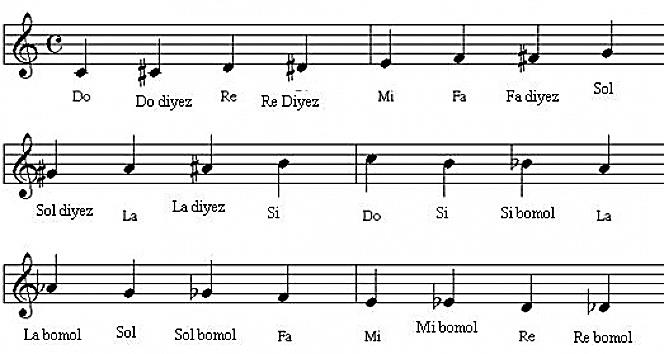 Do Do diyez Re Re Diyez Mi Fa Fa diyez Sol
Sol diyez La La diyez Si Do Si Si bomol La
La bomol Sol Sol bomol Fa Mi Mi bomol Re Re bomol